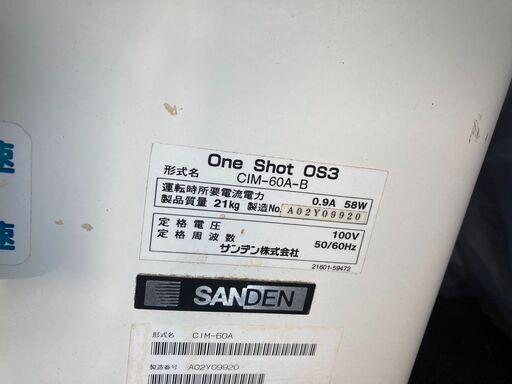 One Shot OS3
形式名 CIM-60A-B
運転時所要電流電力 0.9A 58W
製品質量 21kg 製造No. A02Y09920
定格電圧 100V
定格周波数 50/60Hz
サンデン株式会社
21601-59472
SANDEN
形式名 CIM-60A
製造番号 A02Y09920